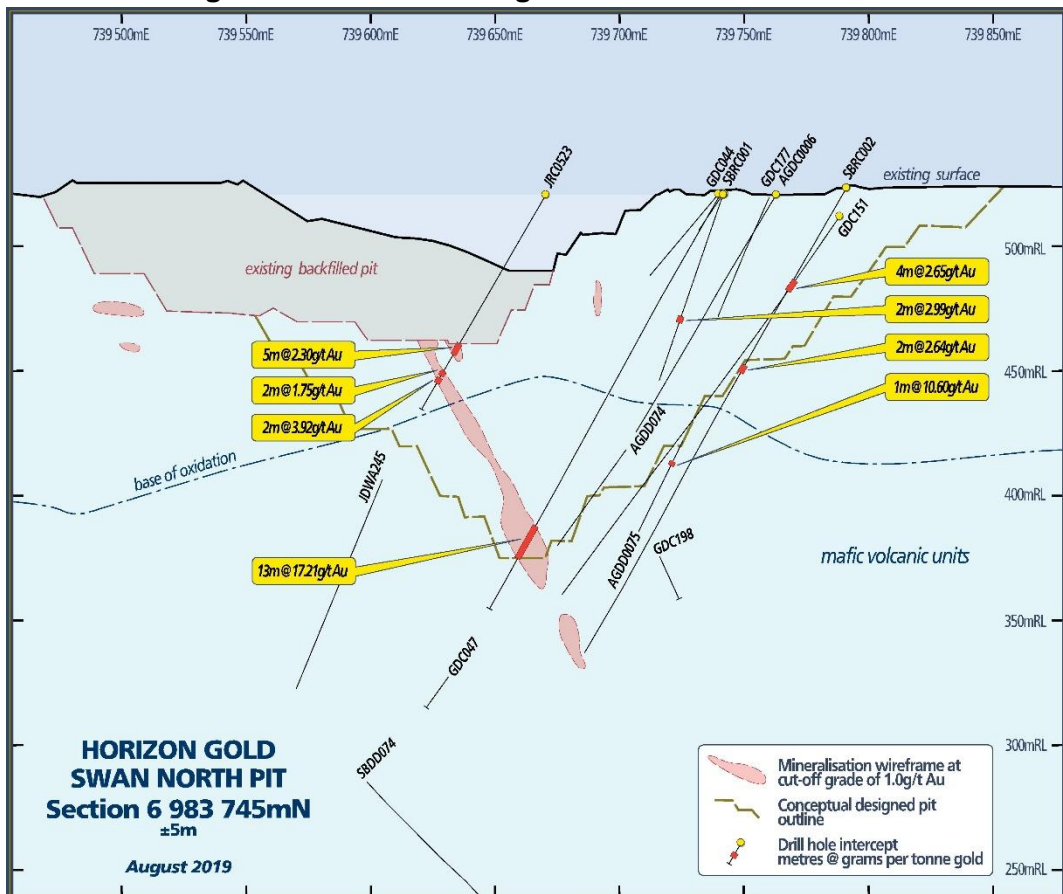 739 500mE
739 550mE
739 600mE
739 650mE
739 700mE
739 750mE
739 800mE
739 850mE
JRC0523
GDC044
SBRC001
GDC177
AGDC0006
SBRC002
existing surface
GDC151
500mRL
existing backfilled pit
4m@2.65g/t Au
2m@2.99g/t Au
5m@2.30g/t Au
2m@2.64g/t Au
450mRL
2m@1.75g/t Au
1m@10.60g/t Au
2m@3.92g/t Au
AGDD074
base of oxidation
JDWA245
400mRL
GDC198
AGDD0075
mafic volcanic units
13m@17.21g/t Au
350mRL
GDC047
SBDD074
300mRL
HORIZON GOLD
SWAN NORTH PIT
Section 6 983 745mN
±5m
August 2019
Mineralisation wireframe at
cut-off grade of 1.0g/t Au
Conceptual designed pit
outline
Drill hole intercept
metres @ grams per tonne gold
250mRL